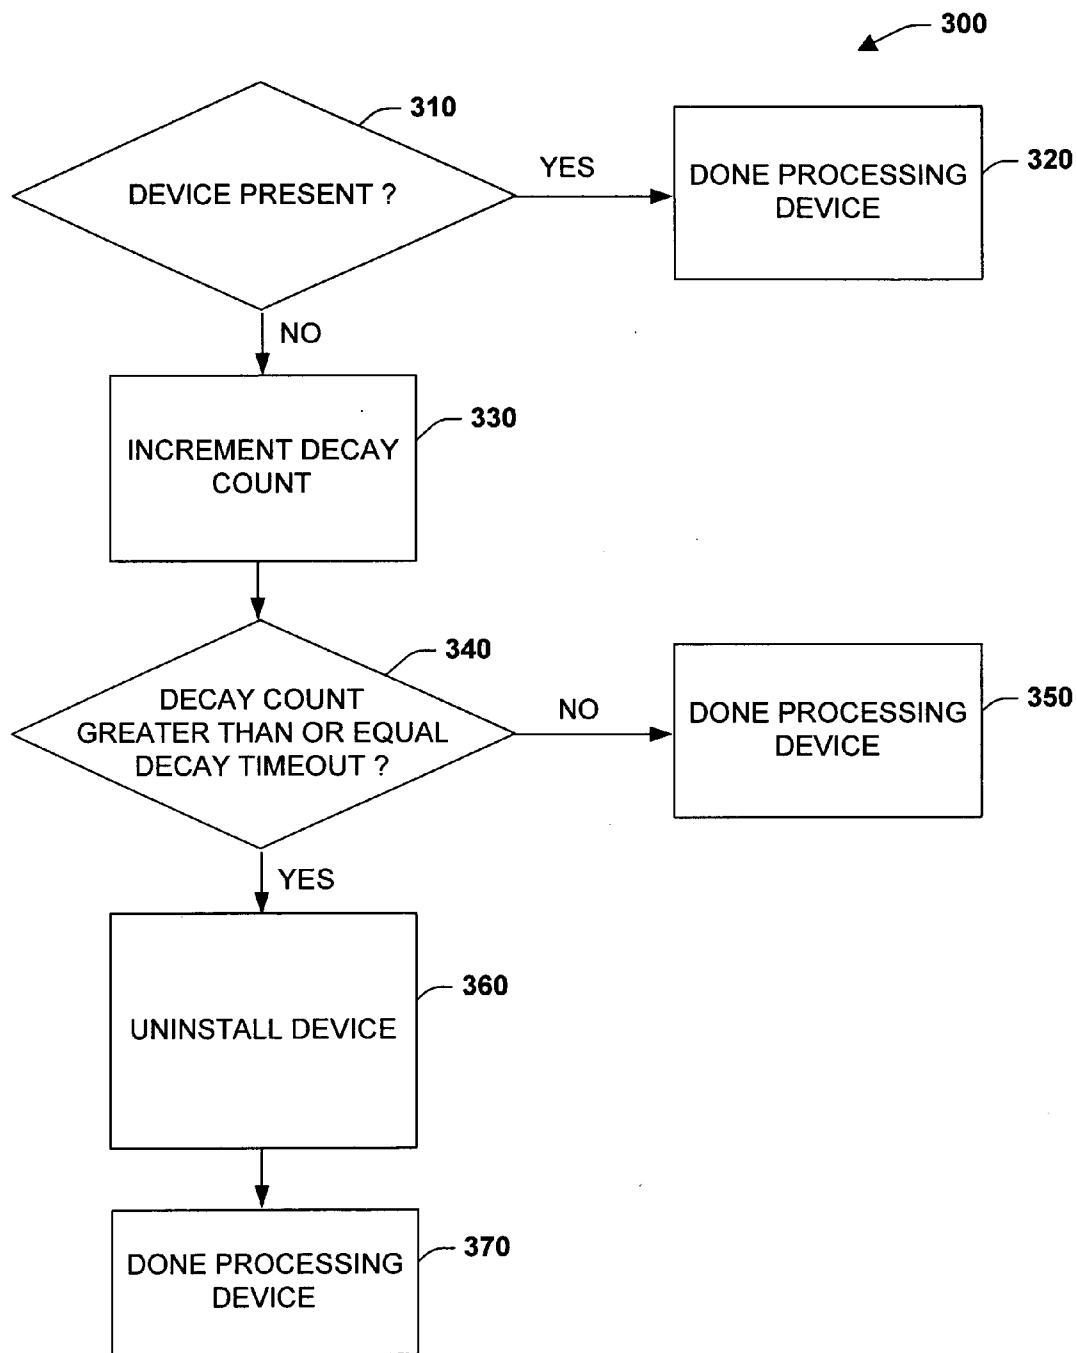 300
310
DEVICE PRESENT ?
YES
DONE PROCESSING
DEVICE
320
NO
330
INCREMENT DECAY
COUNT
340
DECAY COUNT
GREATER THAN OR EQUAL
DECAY TIMEOUT ?
NO
DONE PROCESSING
DEVICE
350
YES
360
UNINSTALL DEVICE
370
DONE PROCESSING
DEVICE